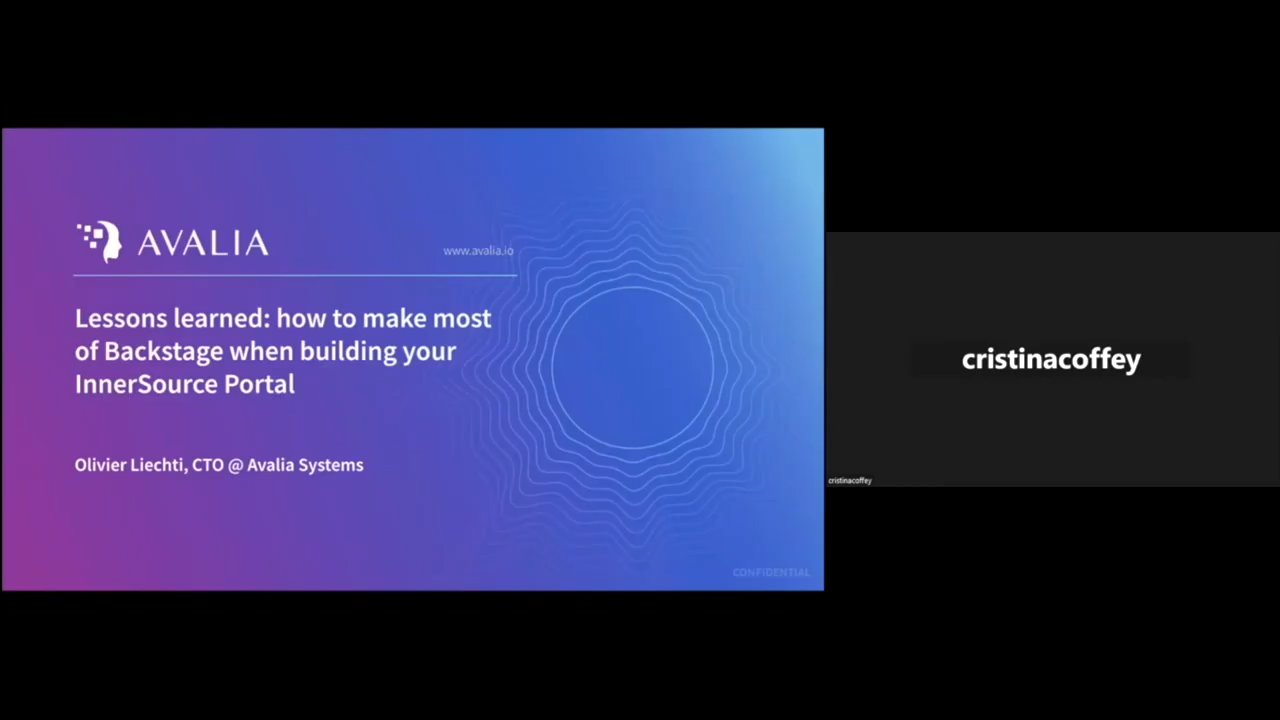 AVALIA
www.avalia.io
Lessons learned: how to make most
of Backstage when building your
InnerSource Portal
Olivier Liechti, CTO @ Avalia Systems
CONFIDENTIAL
cristinacoffey
cristinacoffey